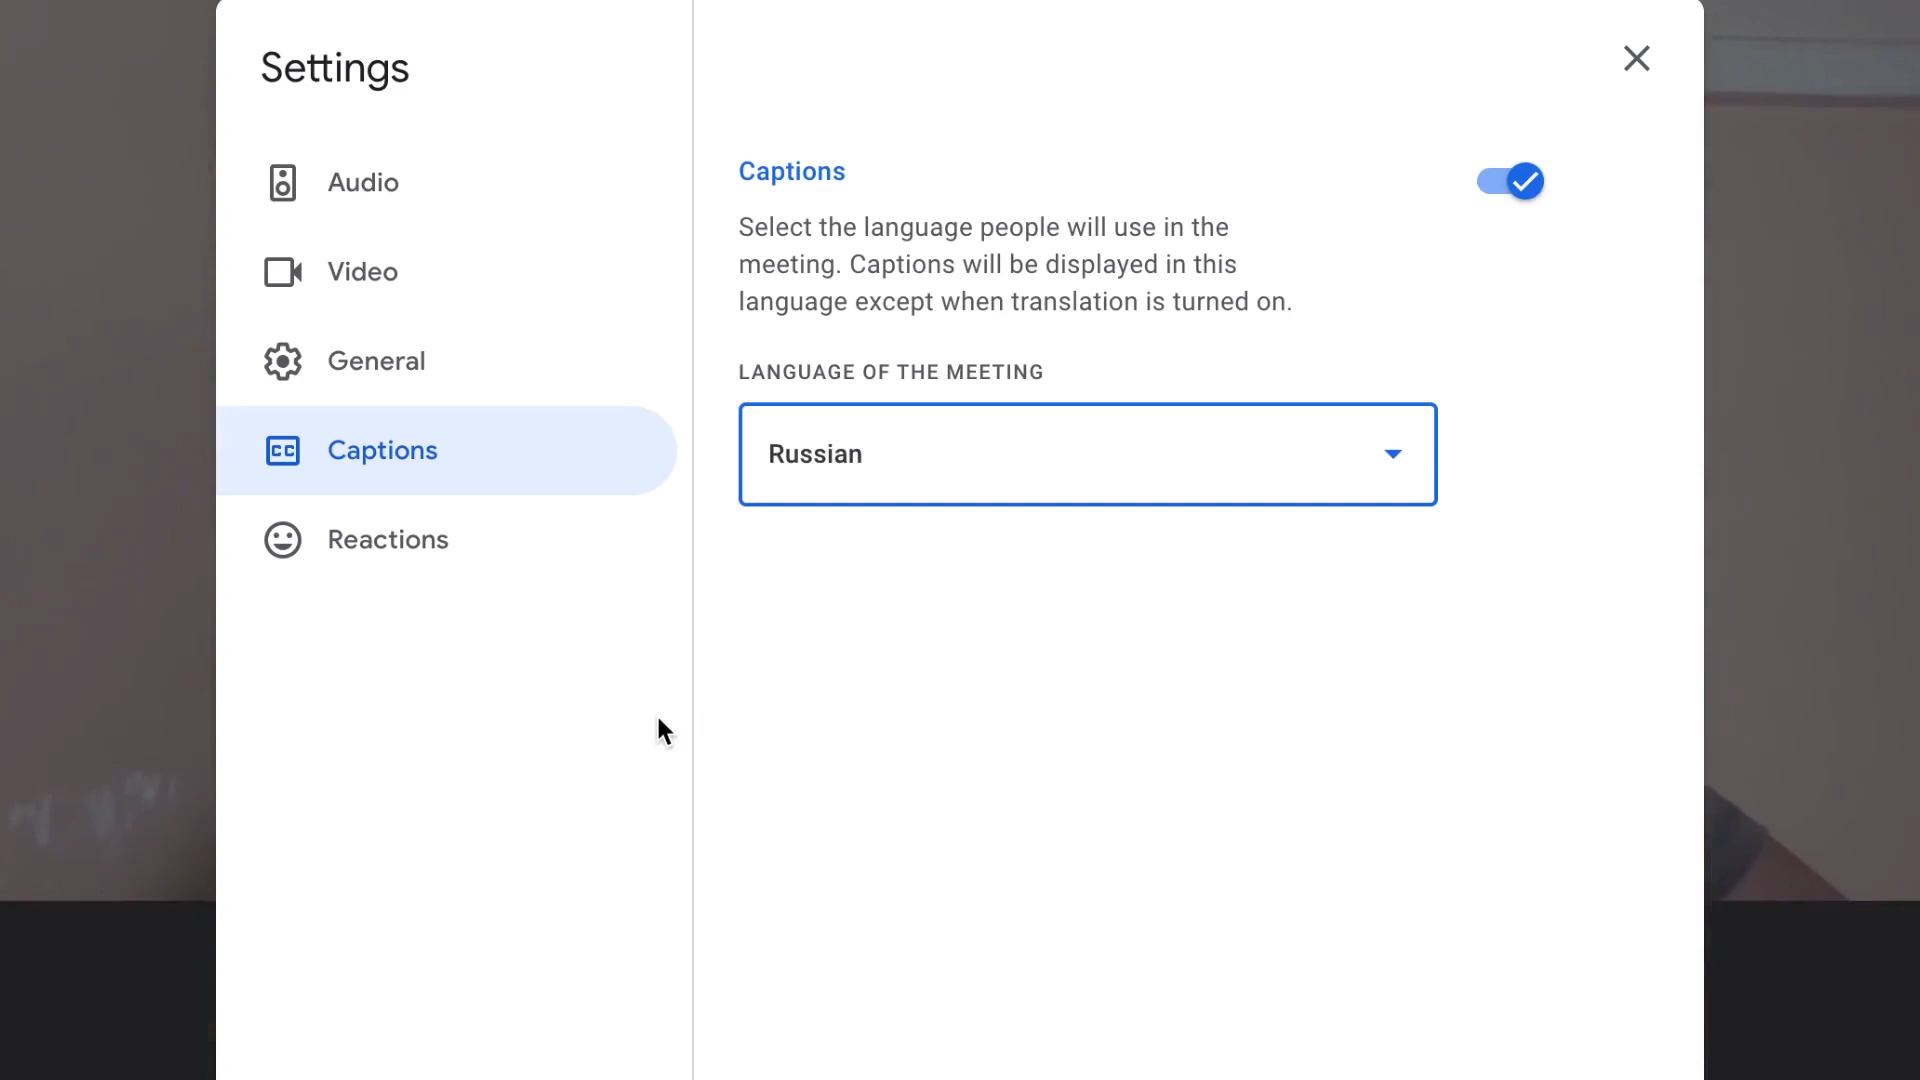 Settings
Audio
Video
General
Captions
Reactions
Captions
Select the language people will use in the
meeting. Captions will be displayed in this
language except when translation is turned on.
LANGUAGE OF THE MEETING
Russian